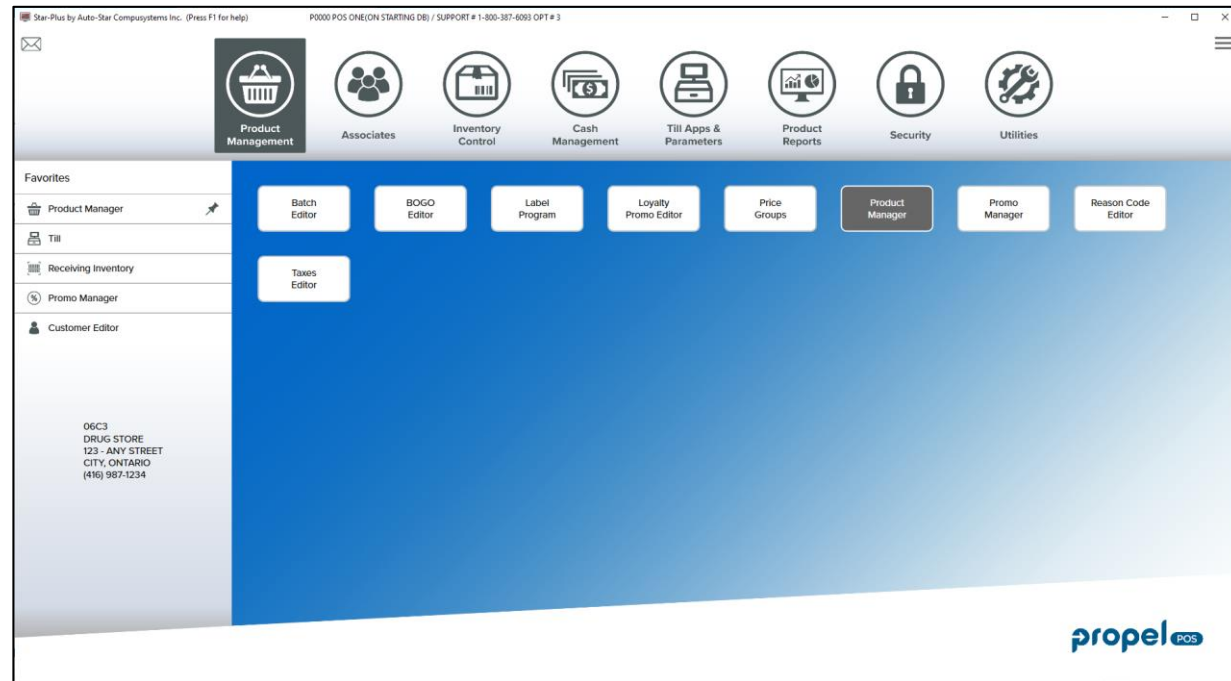 Star-Plus by Auto-Star Compusystems Inc. (Press F1 for help)
P0000 POS ONE(ON STARTING DB) / SUPPORT # 1-800-387-6093 OPT # 3
Product
Management
Associates
Inventory
Control
Cash
Management
Till Apps &
Parameters
Product
Reports
Security
Utilities
Favorites
Product Manager
Till
Receiving Inventory
Promo Manager
Customer Editor
Batch
Editor
BOGO
Editor
Label
Program
Loyalty
Promo Editor
Price
Groups
Product
Manager
Promo
Manager
Reason Code
Editor
Taxes
Editor
06C3
DRUG STORE
123 - ANY STREET
CITY, ONTARIO
(416) 987-1234
propel POS